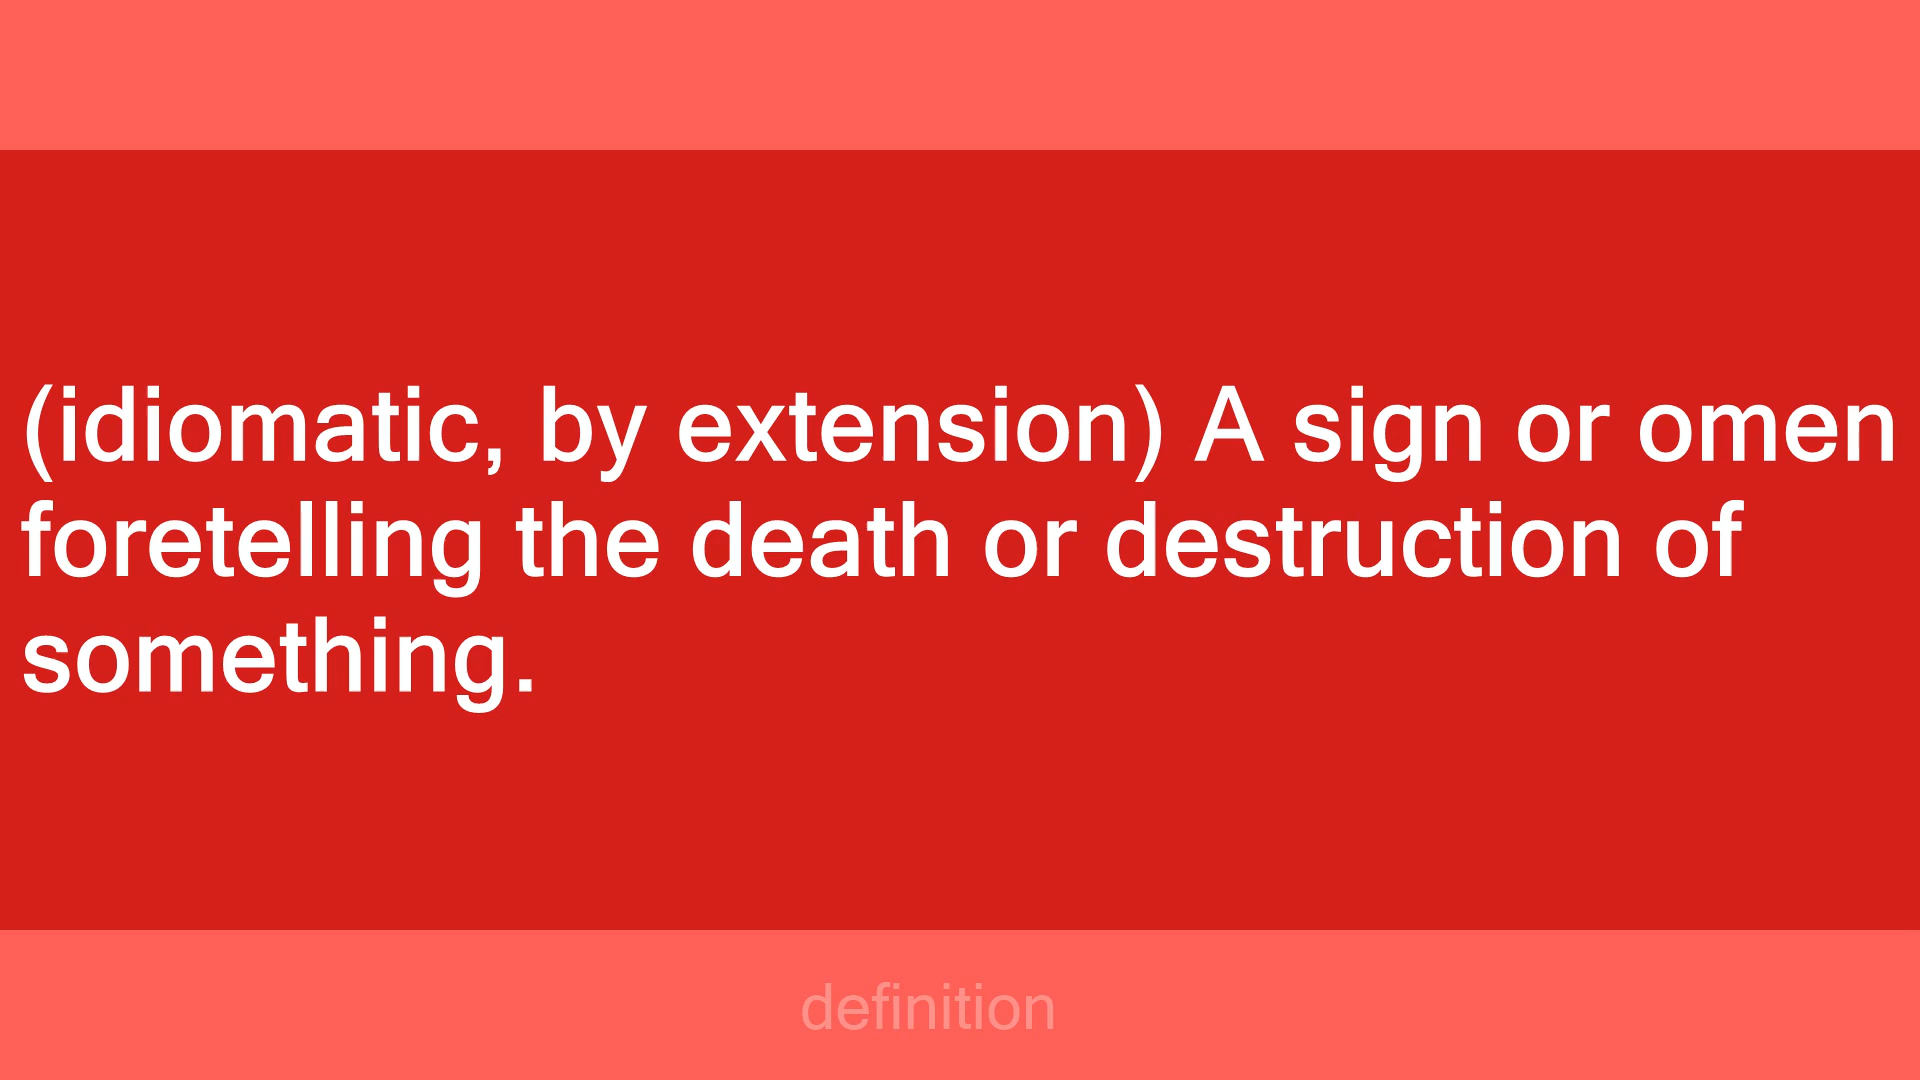 (idiomatic, by extension) A sign or omen
foretelling the death or destruction of
something.
definition